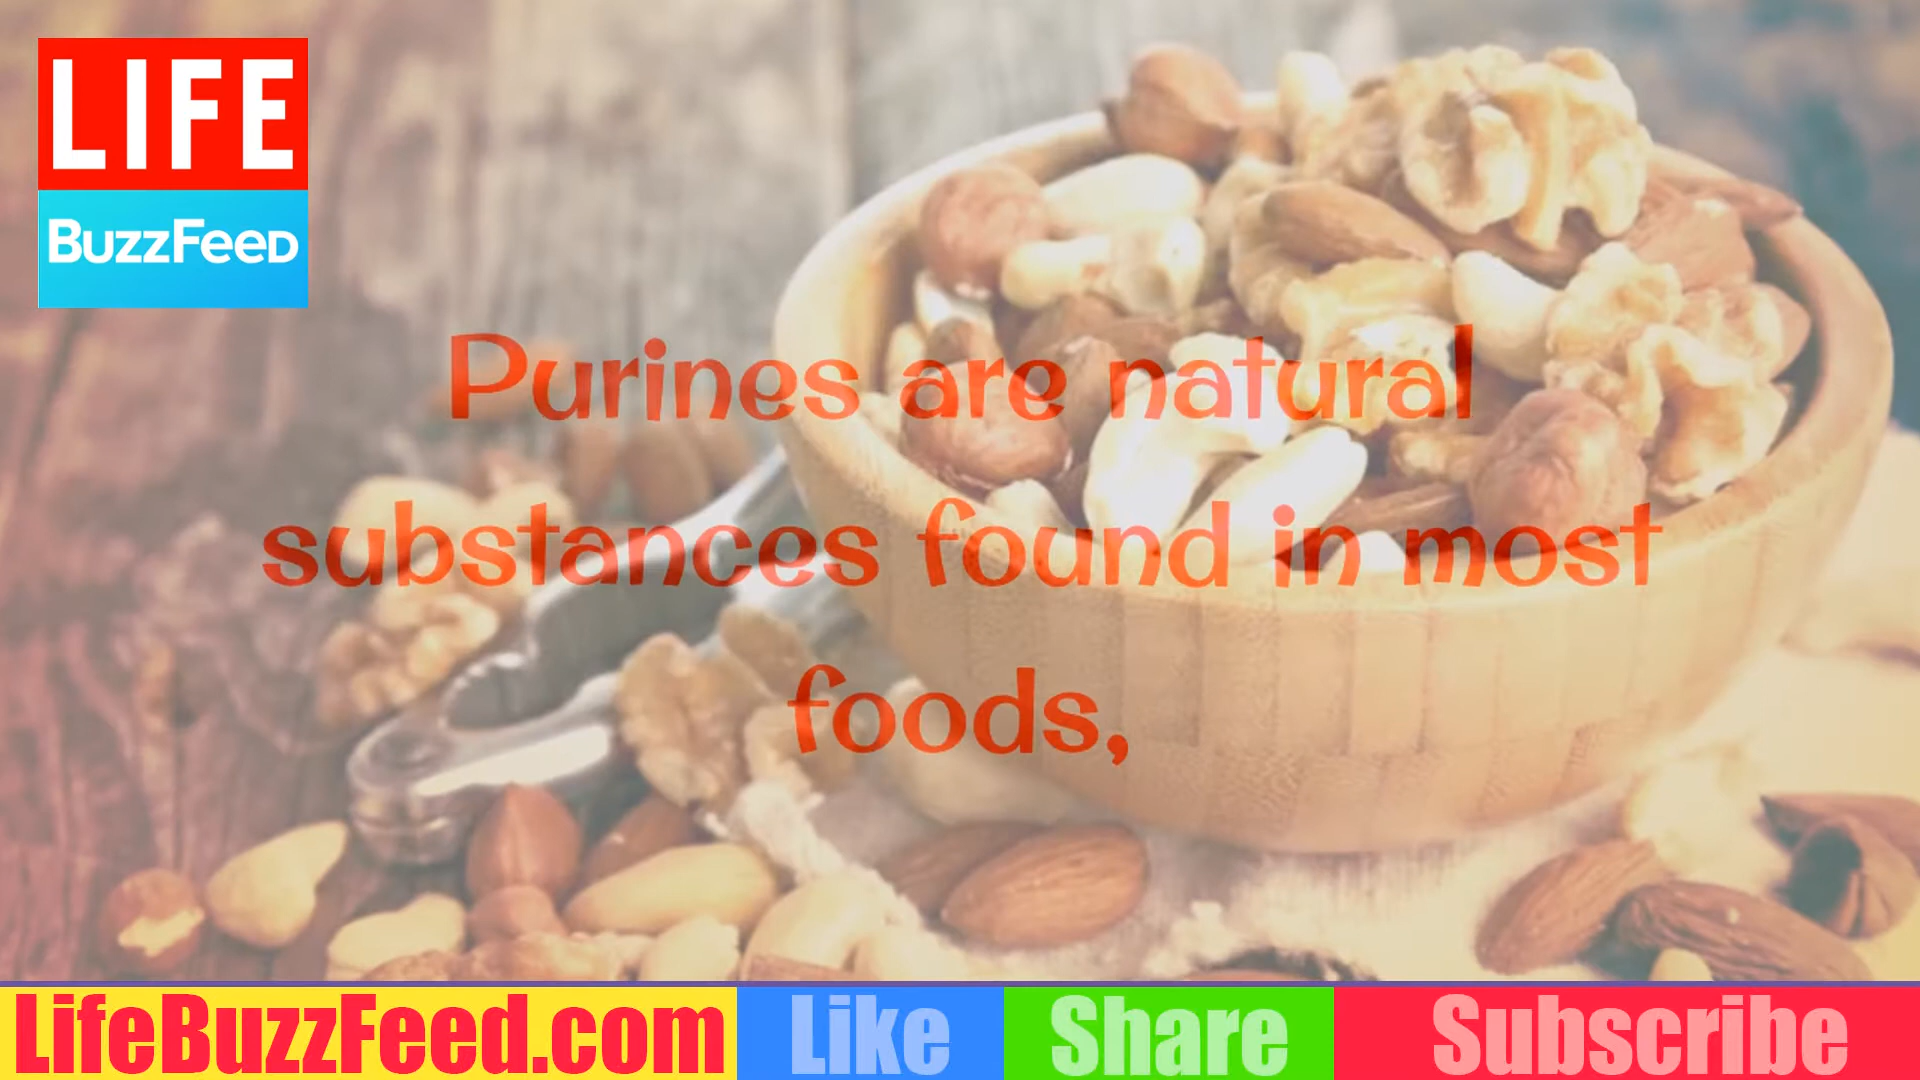 LIFE
BUZZFEED
Purines are natural
substances found in most
foods,
LifeBuzzFeed.com Like Share Subscribe